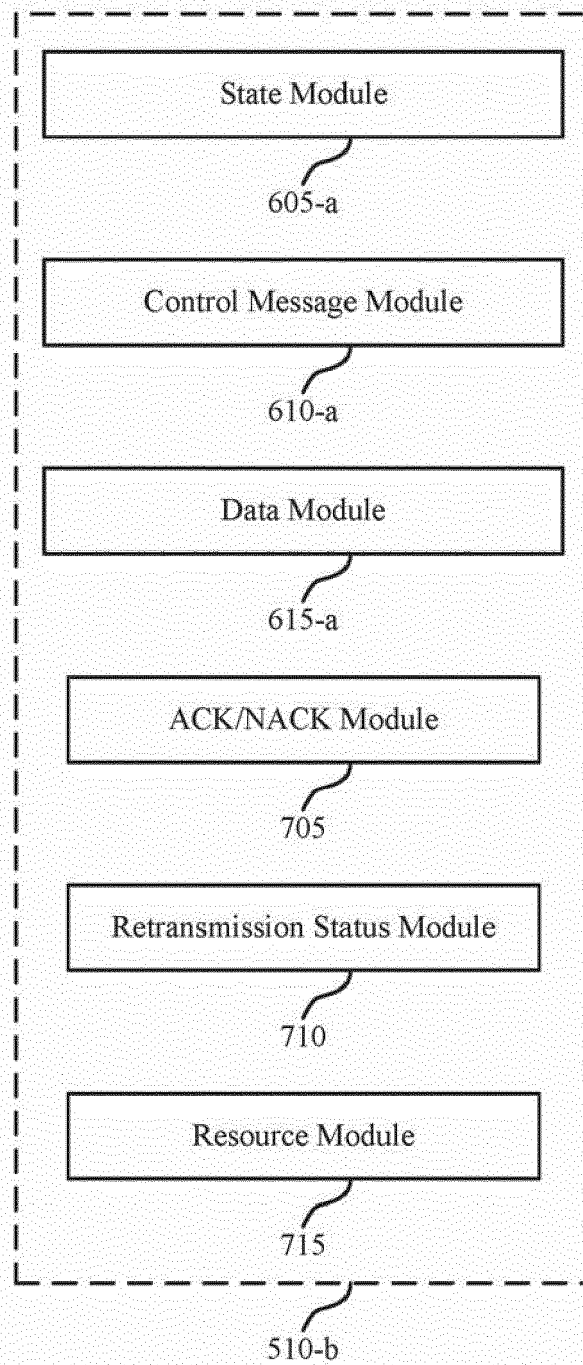 State Module
605-a
Control Message Module
610-a
Data Module
615-a
ACK/NACK Module
705
Retransmission Status Module
710
Resource Module
715
510-b